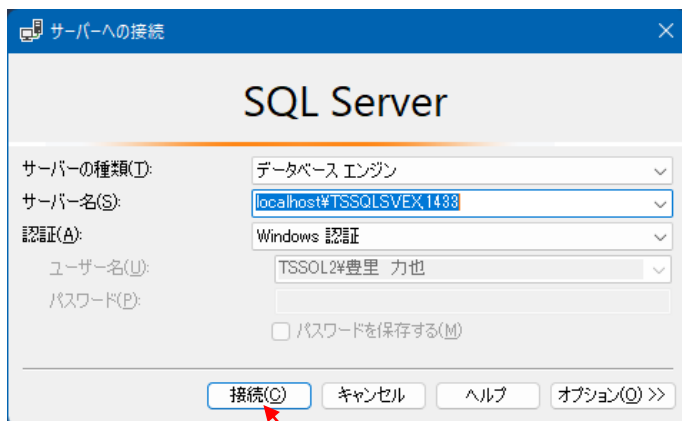 サーバーへの接続
SQL Server
サーバーの種類(T):
データベース エンジン
サーバー名(S):
localhost¥TSSQLSVEX,1433
認証(A):
Windows 認証
ユーザー名(U):
TSSOL2¥豊里 力也
パスワード(P):
パスワードを保存する(M)
接続(C) キャンセル ヘルプ オプション(O) >>